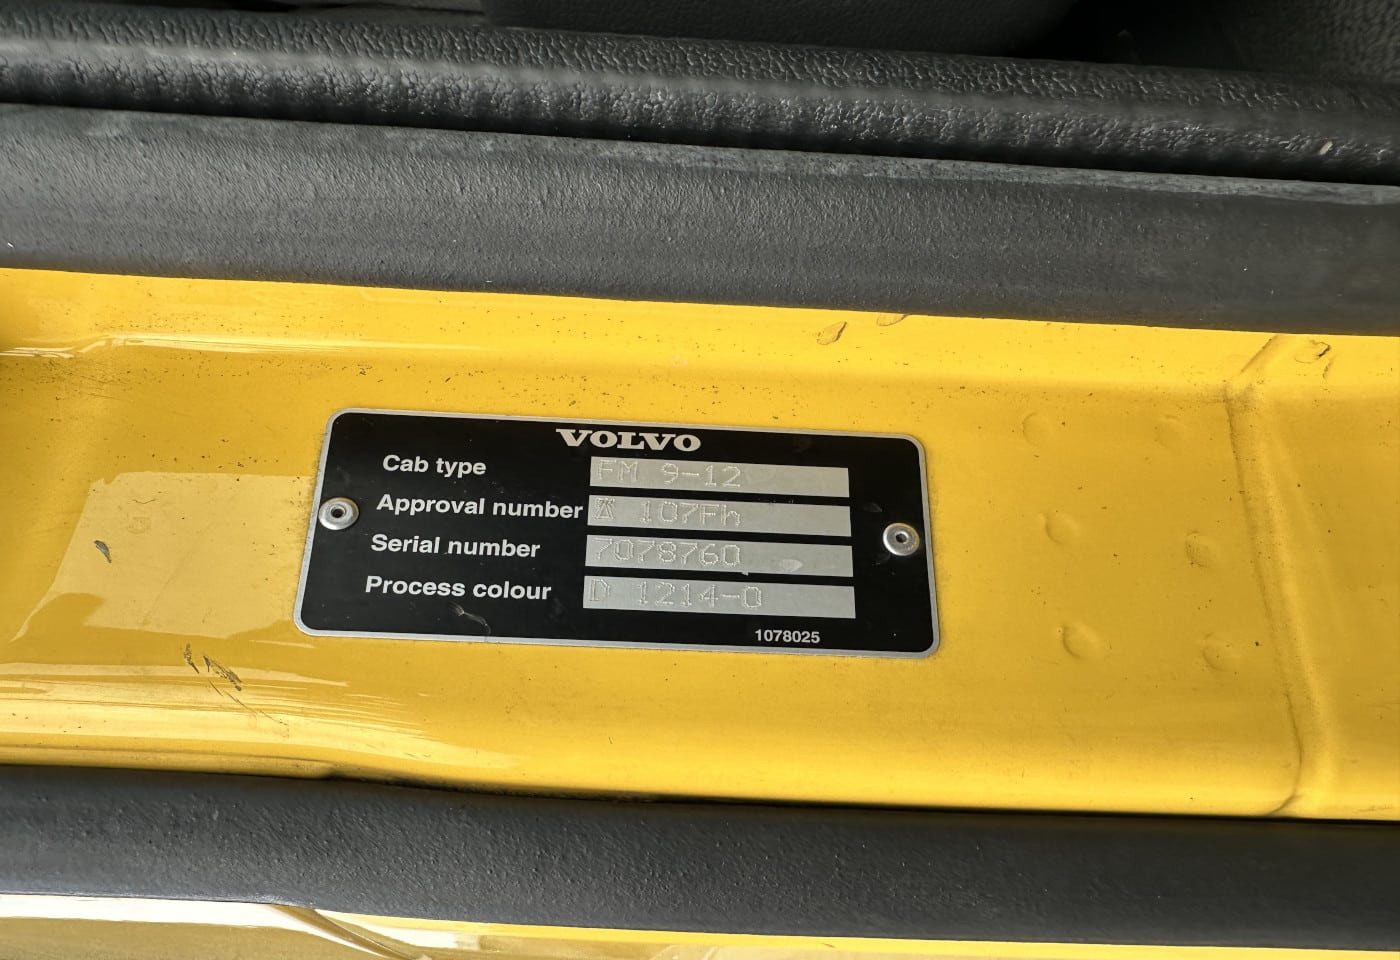 VOLVO
Cab type FM 9-12
Approval number 107Fh
Serial number 7078760
Process colour D 1214-0
1078025